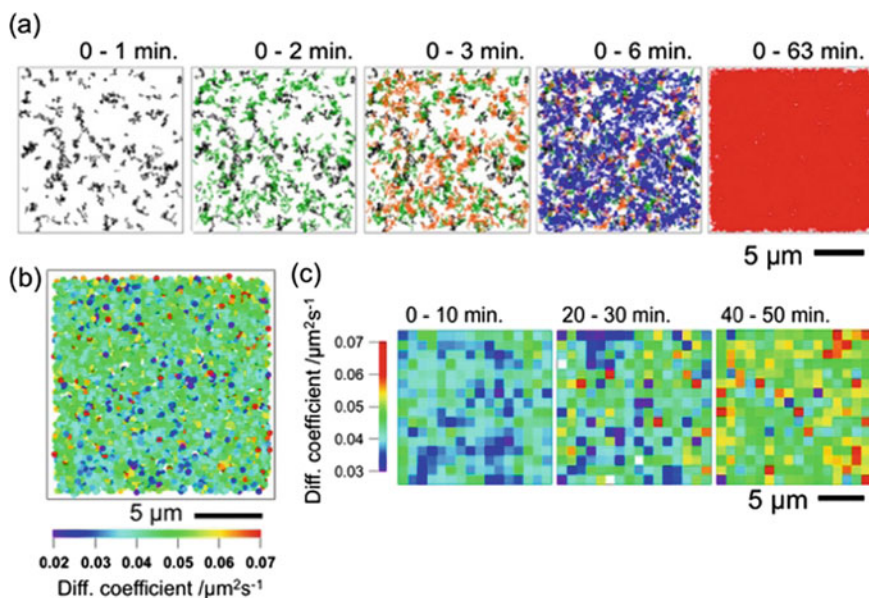 (a)
0 - 1 min. 0 - 2 min. 0 - 3 min. 0 - 6 min. 0 - 63 min.
5 µm
(b)
5 µm
0.02 0.03 0.04 0.05 0.06 0.07
Diff. coefficient /µm²s⁻¹
(c)
0 - 10 min. 20 - 30 min. 40 - 50 min.
Diff. coefficient /µm²s⁻¹
0.07
0.06
0.05
0.04
0.03
5 µm